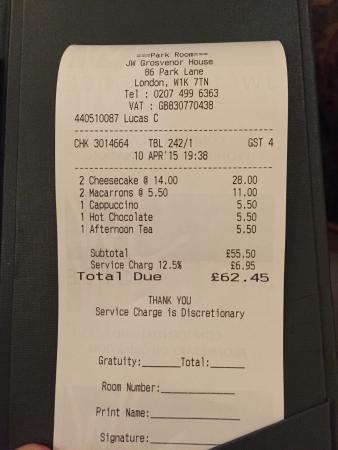 ===Park Room===
JW Grosvenor House
86 Park Lane
London, W1K 7TN
Tel : 0207 499 6363
VAT : GB830770438
440510087 Lucas C
CHK 3014664 TBL 242/1 GST 4
10 APR'15 19:38
2 Cheesecake @ 14.00 28.00
2 Macarrons @ 5.50 11.00
1 Cappuccino 5.50
1 Hot Chocolate 5.50
1 Afternoon Tea 5.50
Subtotal £55.50
Service Charg 12.5% £6.95
Total Due £62.45
THANK YOU
Service Charge is Discretionary
Gratuity:______Total:_____
Room Number:__________
Print Name:___________
Signature:____________